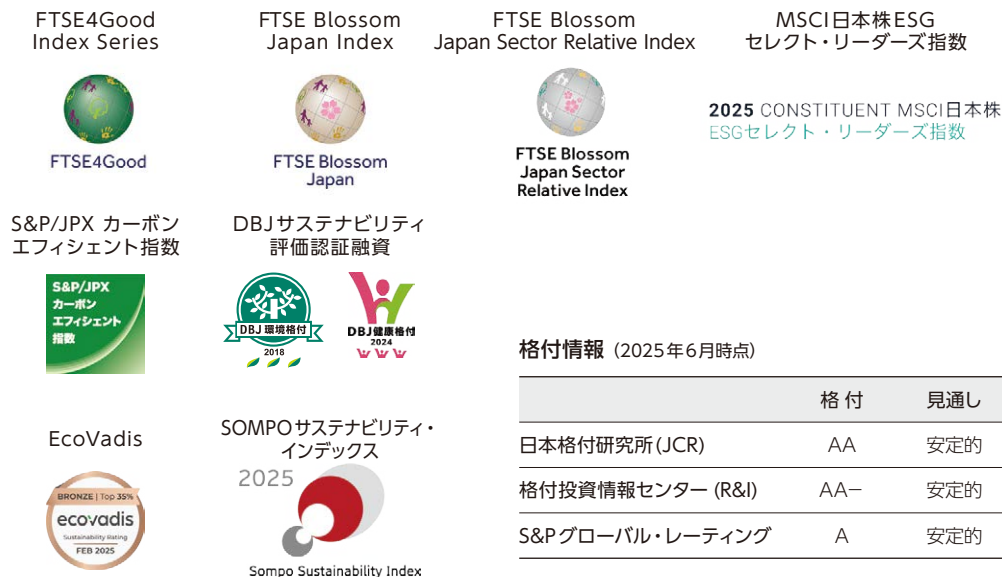 FTSE4Good
Index Series
FTSE4Good
FTSE Blossom
Japan Index
FTSE Blossom
Japan
FTSE Blossom
Japan Sector Relative Index
FTSE Blossom
Japan Sector
Relative Index
MSCI日本株ESG
セレクト・リーダーズ指数
2025 CONSTITUENT MSCI日本株
ESGセレクト・リーダーズ指数
S&P/JPX カーボン
エフィシェント指数
S&P/JPX
カーボン
エフィシェント
指数
DBJサステナビリティ
評価認証融資
DBJ 環境格付
2018
DBJ健康格付
2024
EcoVadis
BRONZE | Top 35%
ecovadis
Sustainability Rating
FEB 2025
SOMPOサステナビリティ・
インデックス
2025
Sompo Sustainability Index
格付情報 (2025年6月時点)
格 付 見通し
日本格付研究所(JCR) AA 安定的
格付投資情報センター (R&I) AA− 安定的
S&Pグローバル・レーティング A 安定的